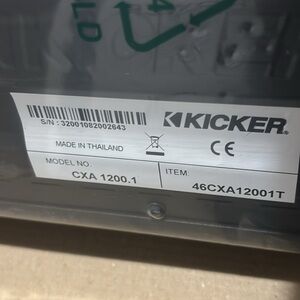 S/N : 32001082002643
KICKER.
MADE IN THAILAND
CE
MODEL NO.
CXA 1200.1
ITEM:
46CXA12001T